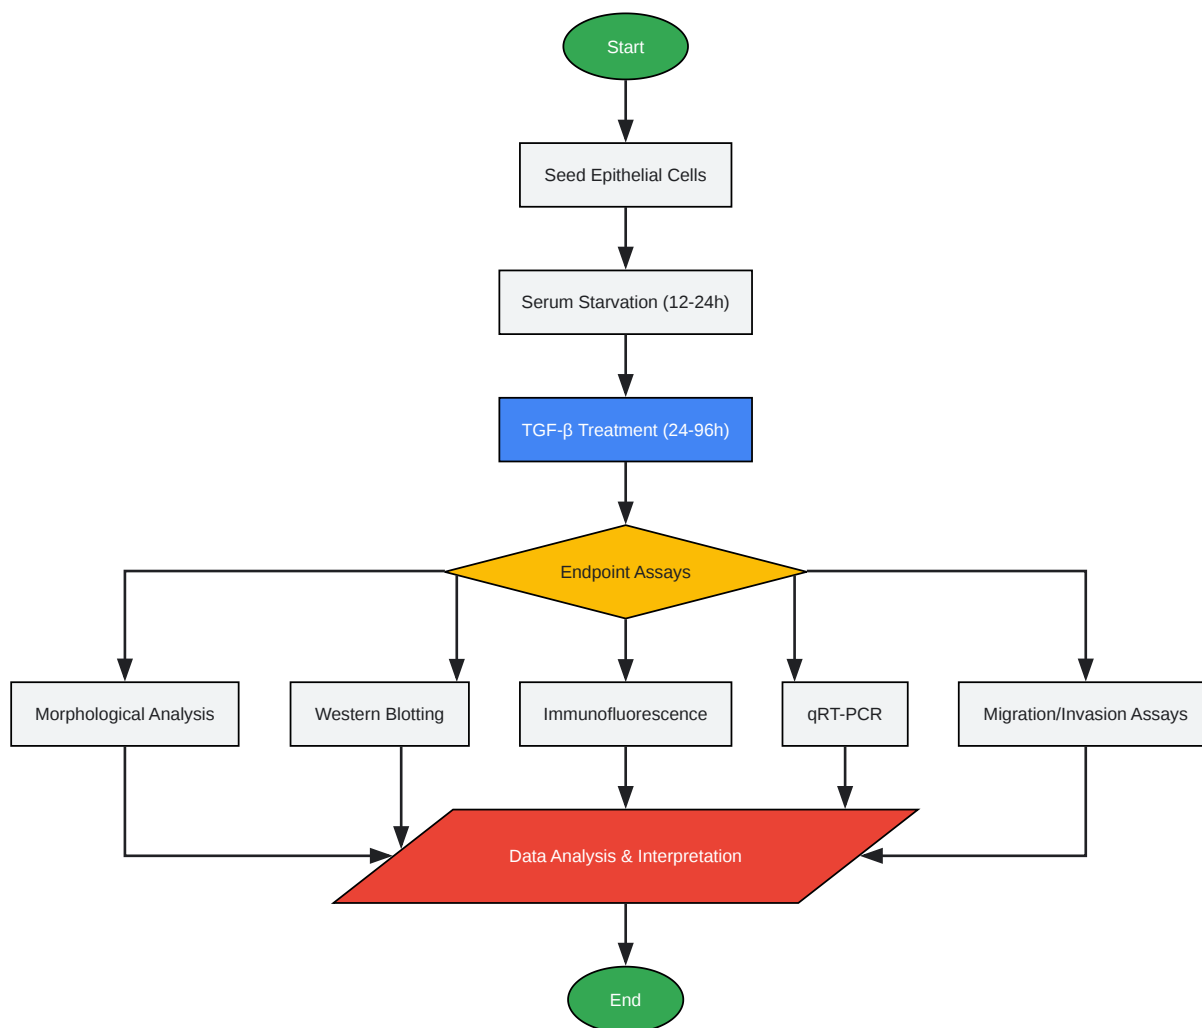 Start
Seed Epithelial Cells
Serum Starvation (12-24h)
TGF-β Treatment (24-96h)
Endpoint Assays
Morphological Analysis
Western Blotting
Immunofluorescence
qRT-PCR
Migration/Invasion Assays
Data Analysis & Interpretation
End